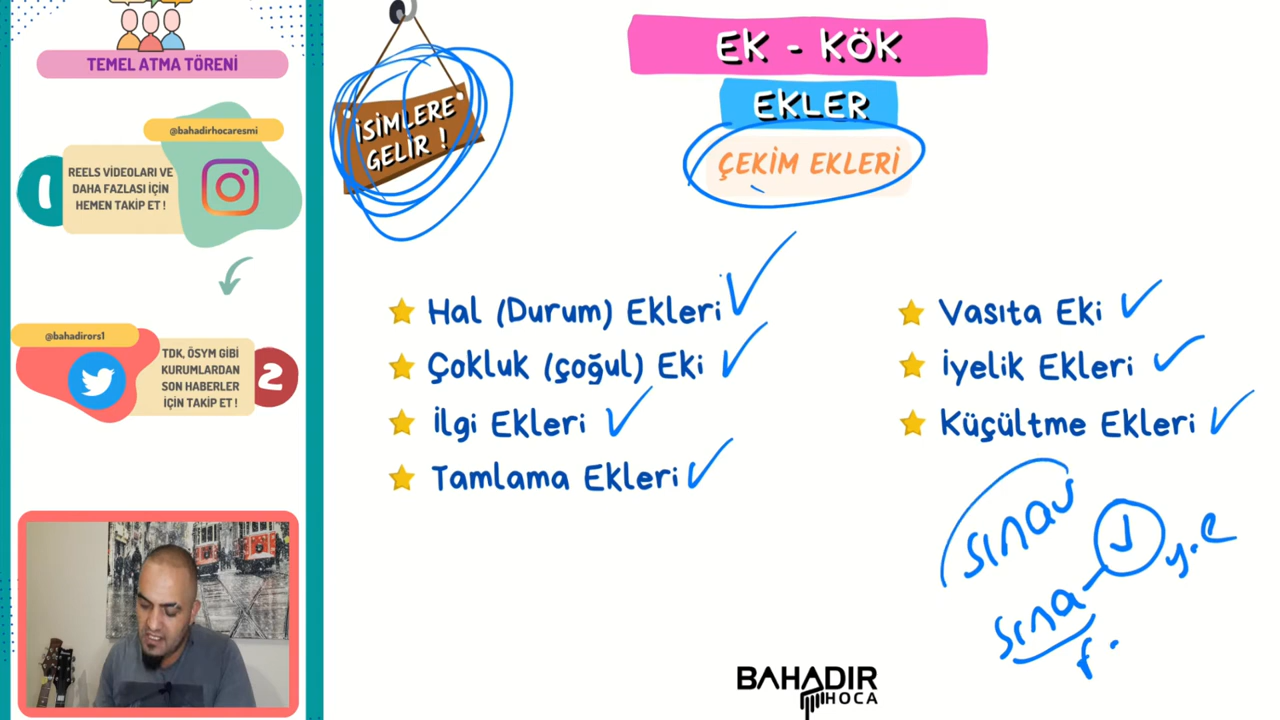 TEMEL ATMA TÖRENİ
@bahadirhocaresmi
1
REELS VİDEOLARI VE
DAHA FAZLASI İÇİN
HEMEN TAKİP ET !
@bahadirors1
TDK, ÖSYM GİBİ
KURUMLARDAN
SON HABERLER
İÇİN TAKİP ET !
2
İSİMLERE
GELİR !
EK - KÖK
EKLER
ÇEKİM EKLERİ
Hal (Durum) Ekleri
Çokluk (çoğul) Eki
İlgi Ekleri
Tamlama Ekleri
Vasıta Eki
İyelik Ekleri
Küçültme Ekleri
sınav
sına v y.e
f.
BAHADIR
HOCA